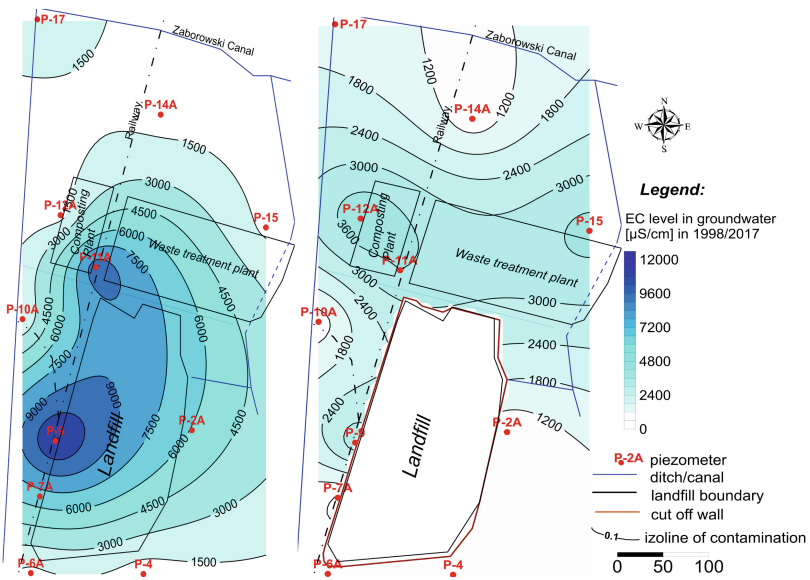 P-17
Zaborowski Canal
1500
P-14A
Railway
1500
3000
P-12A
1500
Composting
Plant
4500
6000
P-15
3000
7500
Waste treatment plant
P-11A
4500
P-10A
6000
6000
4500
7500
9000
9000
7500
P-2A
6000
4500
P-9
Landfill
P-7A
6000
4500
3000
1500
P-6A
P-4
P-17
Zaborowski Canal
1200
1800
1200
1800
P-14A
Railway
2400
2400
3000
3000
P-12A
3600
Composting
Plant
P-15
P-11A
Waste treatment plant
2400
3000
P-10A
1800
2400
1800
1200
2400
P-9
P-2A
Landfill
P-7A
P-6A
P-4
N
W E
S
Legend:
EC level in groundwater
[µS/cm] in 1998/2017
12000
9600
7200
4800
2400
0
P-2A piezometer
ditch/canal
landfill boundary
cut off wall
0.1 izoline of contamination
0 50 100